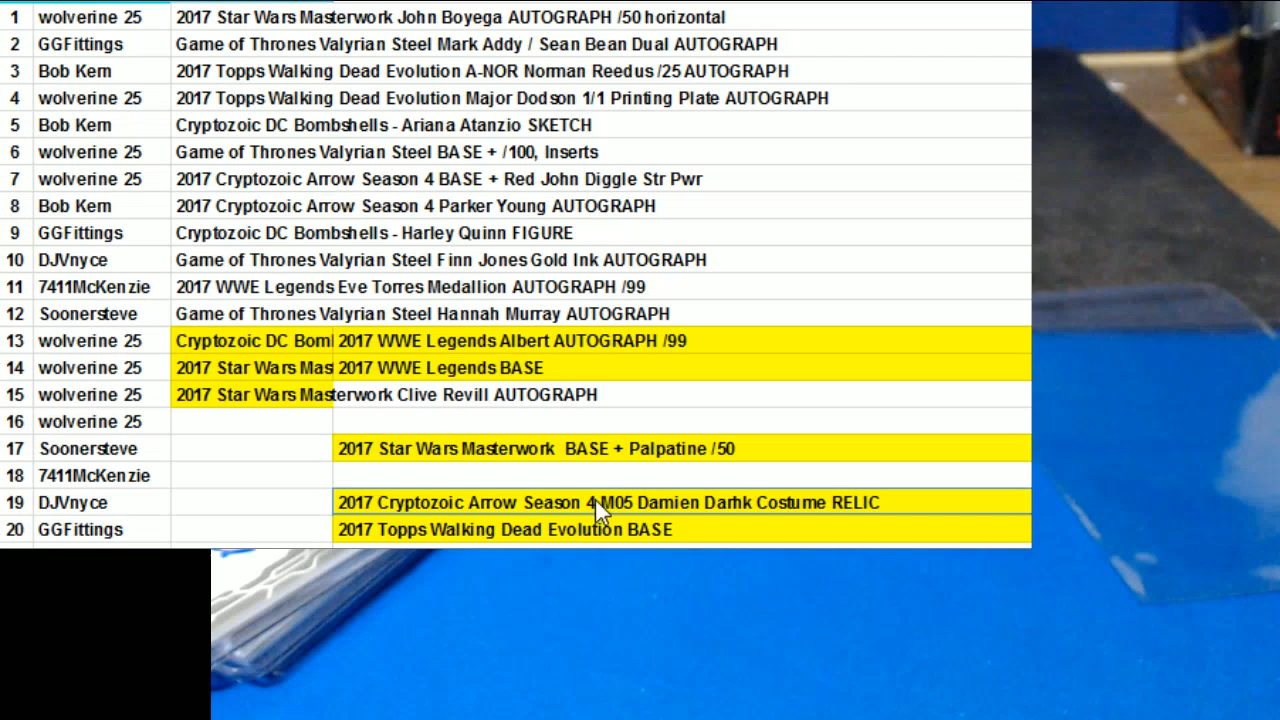 1 wolverine 25 2017 Star Wars Masterwork John Boyega AUTOGRAPH /50 horizontal
2 GGFittings Game of Thrones Valyrian Steel Mark Addy / Sean Bean Dual AUTOGRAPH
3 Bob Kern 2017 Topps Walking Dead Evolution A-NOR Norman Reedus /25 AUTOGRAPH
4 wolverine 25 2017 Topps Walking Dead Evolution Major Dodson 1/1 Printing Plate AUTOGRAPH
5 Bob Kern Cryptozoic DC Bombshells - Ariana Atanzio SKETCH
6 wolverine 25 Game of Thrones Valyrian Steel BASE + /100, Inserts
7 wolverine 25 2017 Cryptozoic Arrow Season 4 BASE + Red John Diggle Str Pwr
8 Bob Kern 2017 Cryptozoic Arrow Season 4 Parker Young AUTOGRAPH
9 GGFittings Cryptozoic DC Bombshells - Harley Quinn FIGURE
10 DJVnyce Game of Thrones Valyrian Steel Finn Jones Gold Ink AUTOGRAPH
11 7411McKenzie 2017 WWE Legends Eve Torres Medallion AUTOGRAPH /99
12 Soonersteve Game of Thrones Valyrian Steel Hannah Murray AUTOGRAPH
13 wolverine 25 Cryptozoic DC Boml 2017 WWE Legends Albert AUTOGRAPH /99
14 wolverine 25 2017 Star Wars Mas 2017 WWE Legends BASE
15 wolverine 25 2017 Star Wars Masterwork Clive Revill AUTOGRAPH
16 wolverine 25
17 Soonersteve 2017 Star Wars Masterwork BASE + Palpatine /50
18 7411McKenzie
19 DJVnyce 2017 Cryptozoic Arrow Season 4 M05 Damien Darhk Costume RELIC
20 GGFittings 2017 Topps Walking Dead Evolution BASE